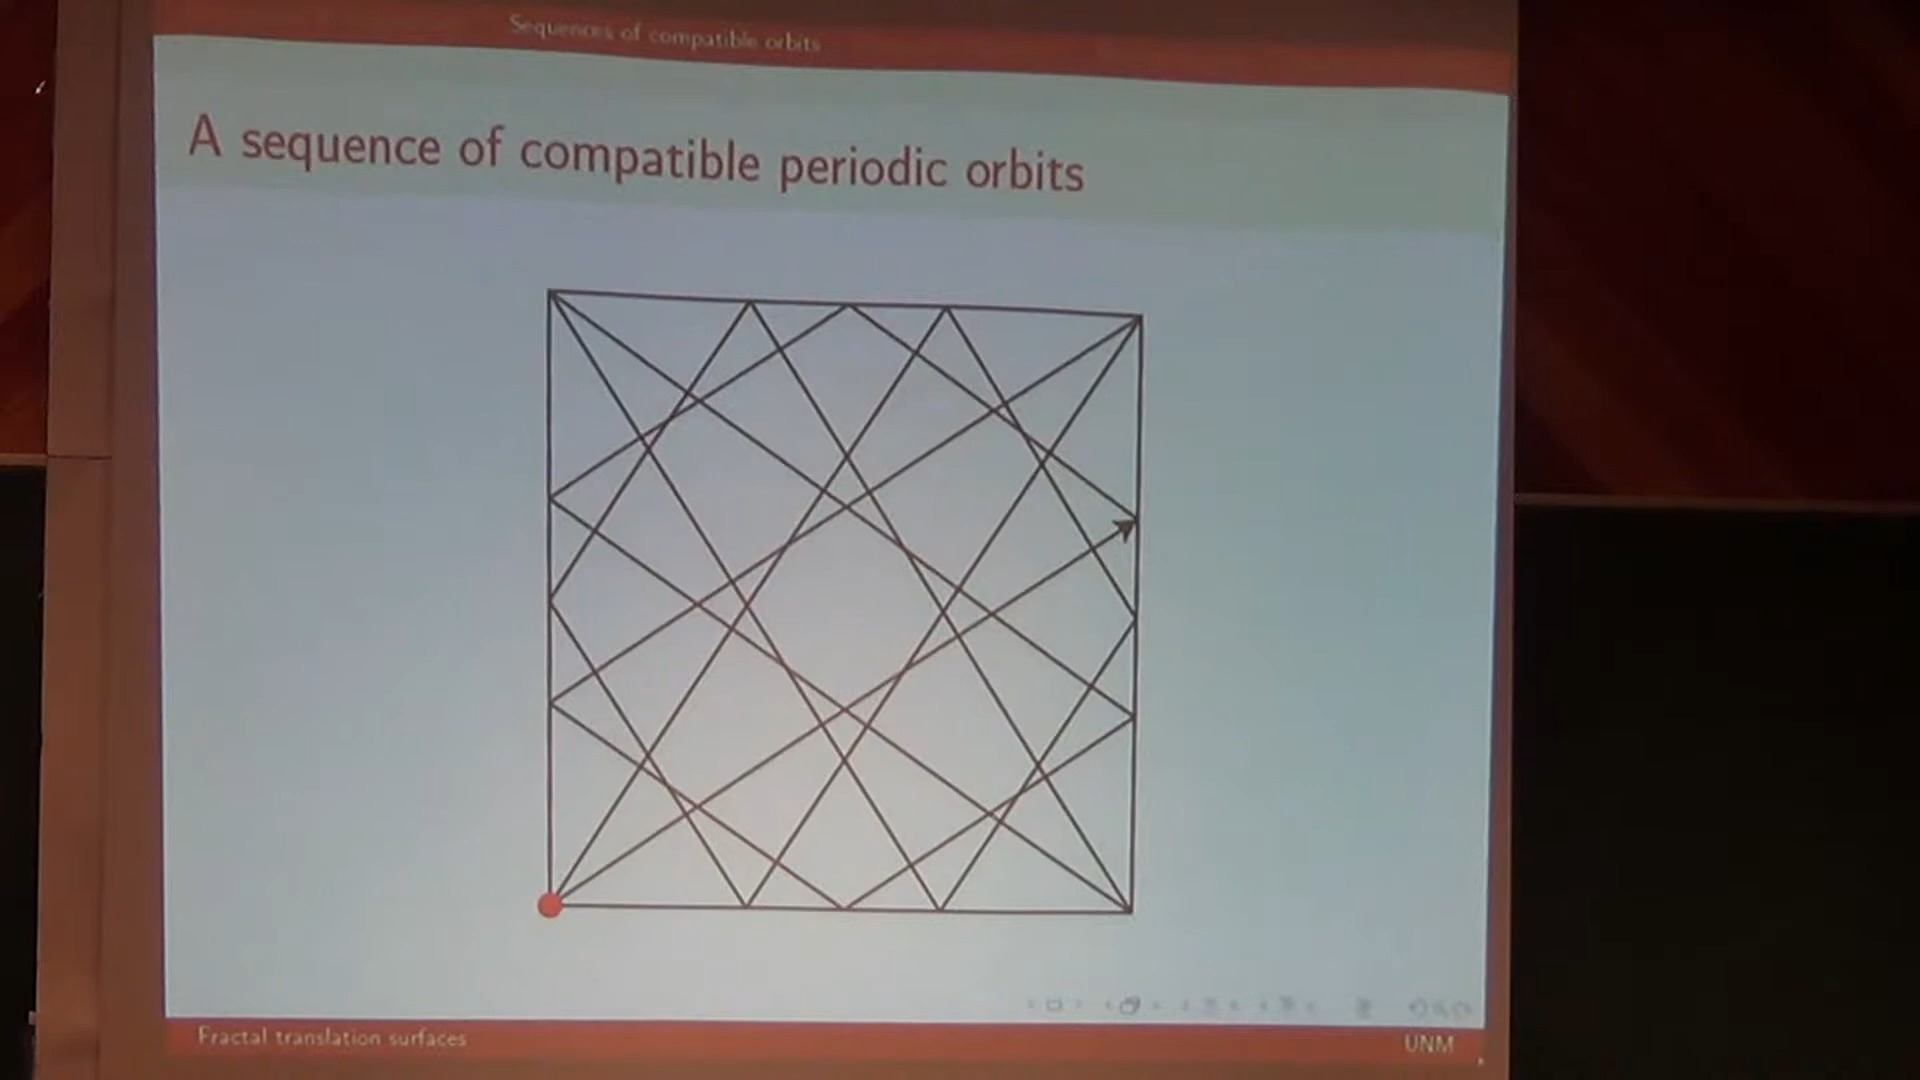 Sequences of compatible orbits
A sequence of compatible periodic orbits
Fractal translation surfaces
UNM